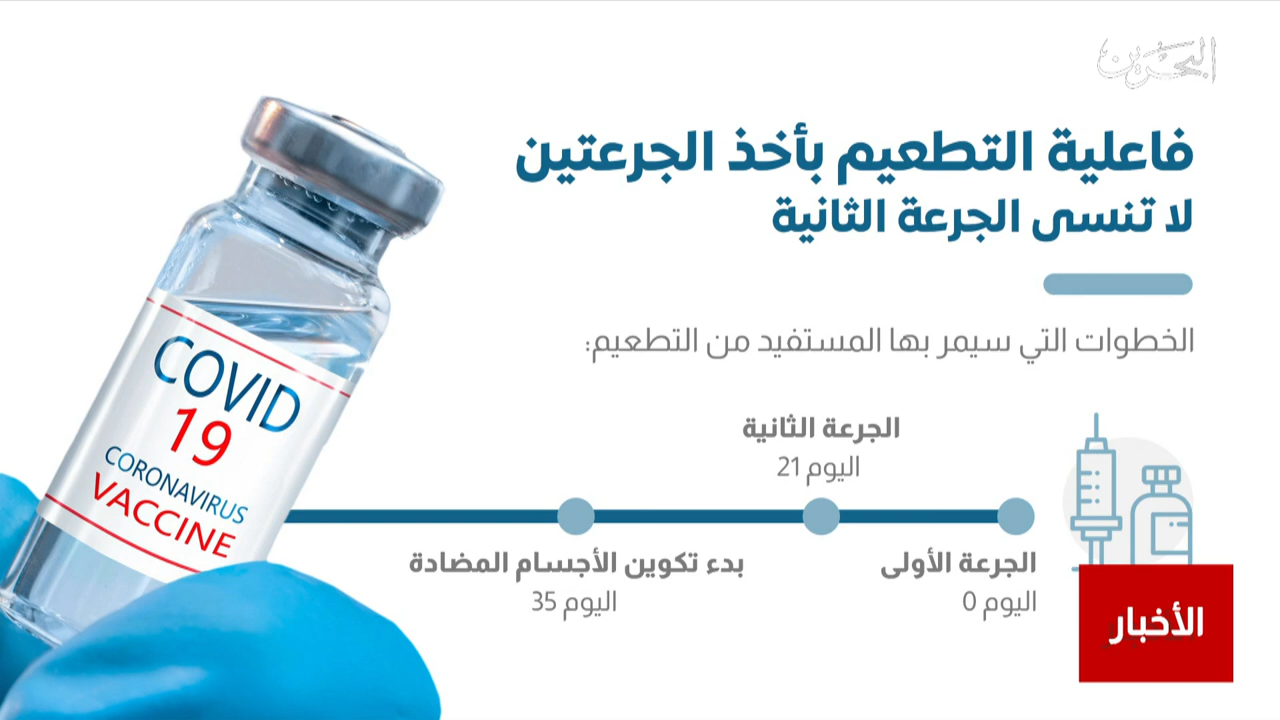 البحرين
فاعلية التطعيم بأخذ الجرعتين
لا تنسى الجرعة الثانية
الخطوات التي سيمر بها المستفيد من التطعيم:
الجرعة الثانية
اليوم 21
الجرعة الأولى
اليوم 0
بدء تكوين الأجسام المضادة
اليوم 35
الأخبار
COVID
19
CORONAVIRUS
VACCINE